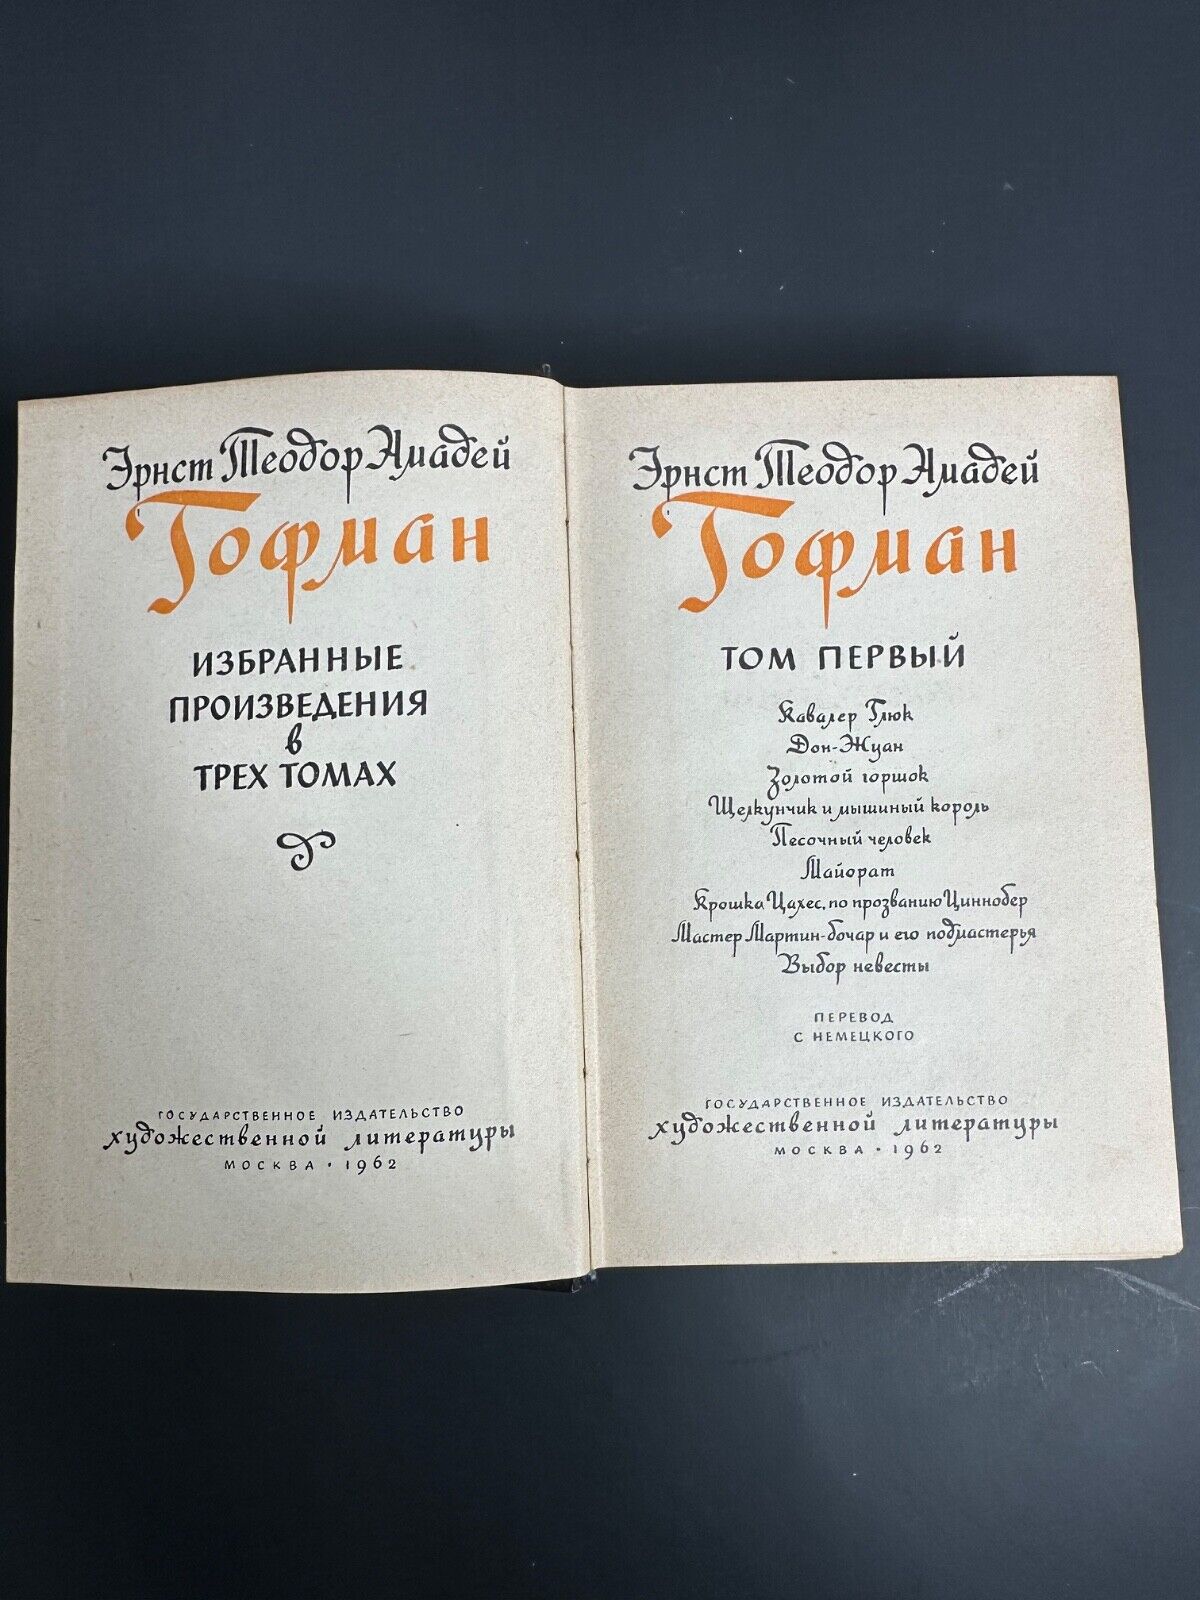 Эрнст Теодор Амадей
Гофман
ИЗБРАННЫЕ
ПРОИЗВЕДЕНИЯ
в
ТРЕХ ТОМАХ
ГОСУДАРСТВЕННОЕ ИЗДАТЕЛЬСТВО
художественной литературы
МОСКВА · 1962
Эрнст Теодор Амадей
Гофман
ТОМ ПЕРВЫЙ
Кавалер Глюк
Дон-Жуан
Золотой горшок
Щелкунчик и мышиный король
Песочный человек
Майорат
Крошка Цахес, по прозванию Циннобер
Мастер Мартин-бочар и его подмастерья
Выбор невесты
ПЕРЕВОД
С НЕМЕЦКОГО
ГОСУДАРСТВЕННОЕ ИЗДАТЕЛЬСТВО
художественной литературы
МОСКВА · 1962